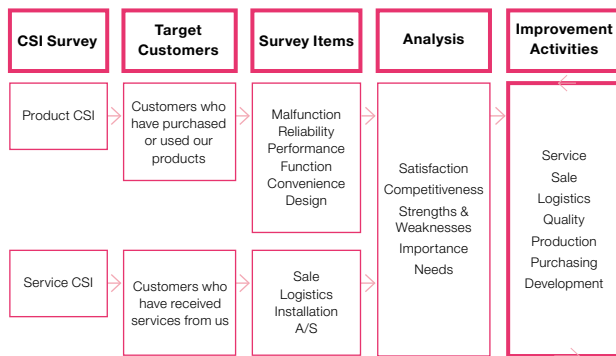 CSI Survey
Target
Customers
Survey Items
Analysis
Improvement
Activities
Product CSI
Customers who
have purchased
or used our
products
Malfunction
Reliability
Performance
Function
Convenience
Design
Service CSI
Customers who
have received
services from us
Sale
Logistics
Installation
A/S
Satisfaction
Competitiveness
Strengths &
Weaknesses
Importance
Needs
Service
Sale
Logistics
Quality
Production
Purchasing
Development